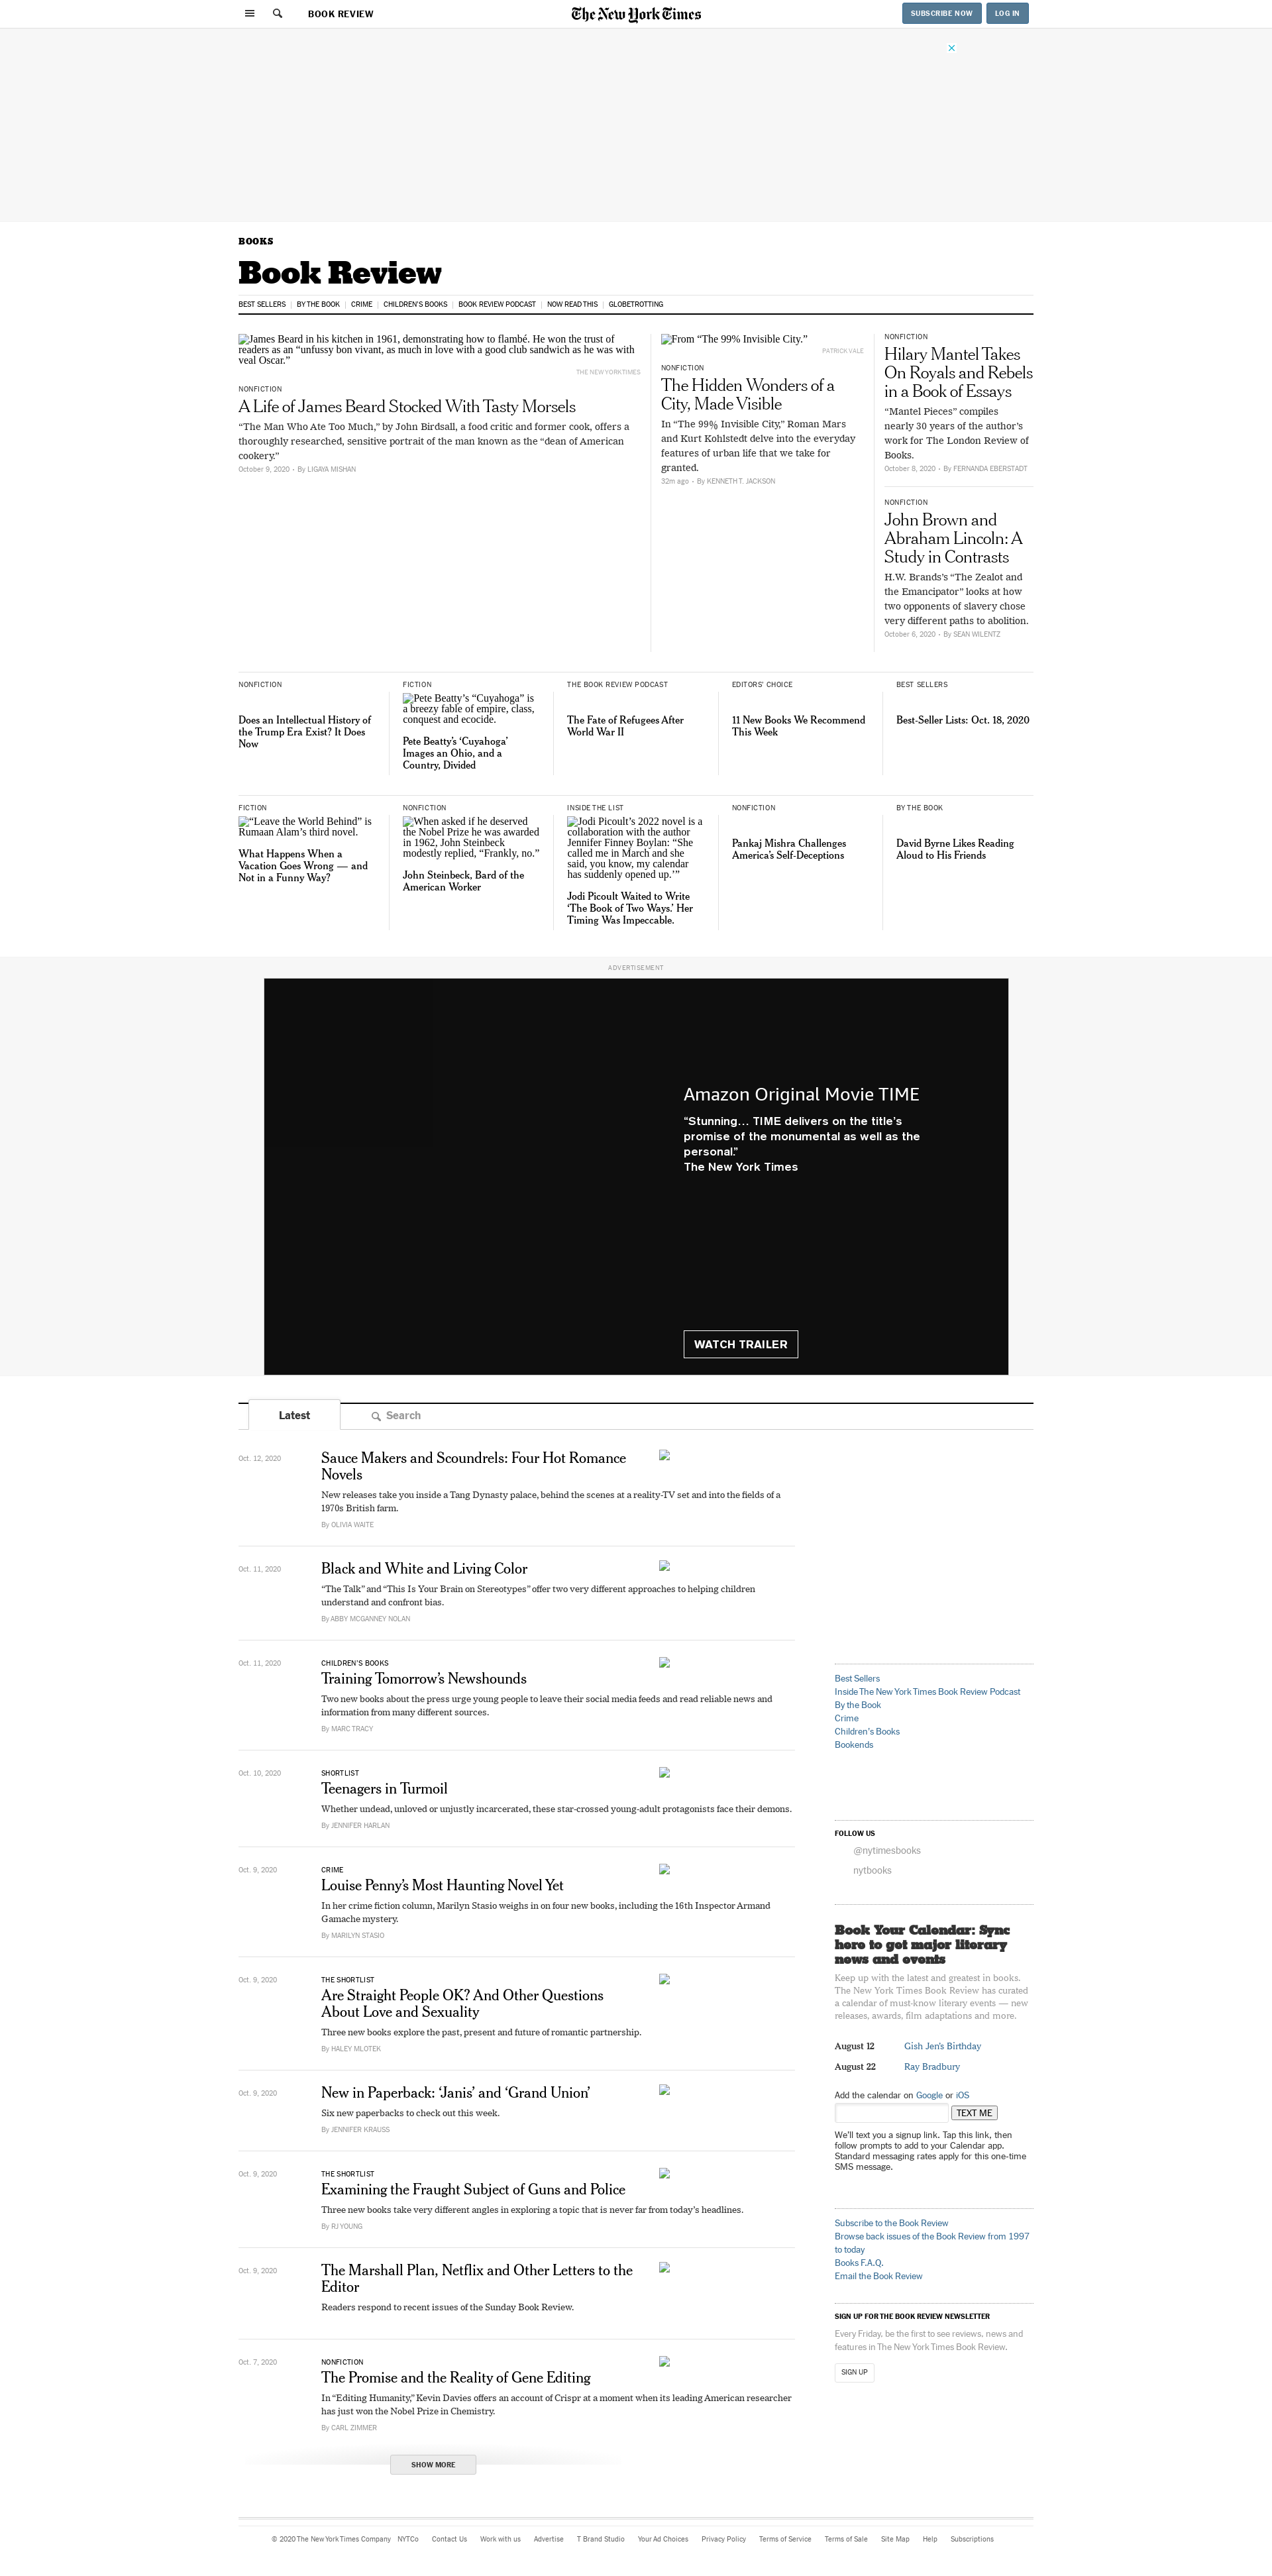 BOOK REVIEW
The New York Times
SUBSCRIBE NOW
LOG IN
BOOKS
Book Review
BEST SELLERS
BY THE BOOK
CRIME
CHILDREN'S BOOKS
BOOK REVIEW PODCAST
NOW READ THIS
GLOBETROTTING
James Beard in his kitchen in 1961, demonstrating how to flambé. He won the trust of
readers as an “unfussy bon vivant, as much in love with a good club sandwich as he was with
veal Oscar.”
THE NEW YORK TIMES
NONFICTION
A Life of James Beard Stocked With Tasty Morsels
“The Man Who Ate Too Much,” by John Birdsall, a food critic and former cook, offers a
thoroughly researched, sensitive portrait of the man known as the “dean of American
cookery.”
October 9, 2020 • By LIGAYA MISHAN
From “The 99% Invisible City.”
PATRICK VALE
NONFICTION
The Hidden Wonders of a
City, Made Visible
In “The 99% Invisible City,” Roman Mars
and Kurt Kohlstedt delve into the everyday
features of urban life that we take for
granted.
32m ago • By KENNETH T. JACKSON
NONFICTION
Hilary Mantel Takes
On Royals and Rebels
in a Book of Essays
“Mantel Pieces” compiles
nearly 30 years of the author’s
work for The London Review of
Books.
October 8, 2020 • By FERNANDA EBERSTADT
NONFICTION
John Brown and
Abraham Lincoln: A
Study in Contrasts
H.W. Brands’s “The Zealot and
the Emancipator” looks at how
two opponents of slavery chose
very different paths to abolition.
October 6, 2020 • By SEAN WILENTZ
NONFICTION
Does an Intellectual History of
the Trump Era Exist? It Does
Now
FICTION
Pete Beatty’s “Cuyahoga” is
a breezy fable of empire, class,
conquest and ecocide.
Pete Beatty’s ‘Cuyahoga’
Images an Ohio, and a
Country, Divided
THE BOOK REVIEW PODCAST
The Fate of Refugees After
World War II
EDITORS’ CHOICE
11 New Books We Recommend
This Week
BEST SELLERS
Best-Seller Lists: Oct. 18, 2020
FICTION
“Leave the World Behind” is
Rumaan Alam’s third novel.
What Happens When a
Vacation Goes Wrong — and
Not in a Funny Way?
NONFICTION
When asked if he deserved
the Nobel Prize he was awarded
in 1962, John Steinbeck
modestly replied, “Frankly, no.”
John Steinbeck, Bard of the
American Worker
INSIDE THE LIST
Jodi Picoult’s 2022 novel is a
collaboration with the author
Jennifer Finney Boylan: “She
called me in March and she
said, you know, my calendar
has suddenly opened up.’”
Jodi Picoult Waited to Write
‘The Book of Two Ways.’ Her
Timing Was Impeccable.
NONFICTION
Pankaj Mishra Challenges
America’s Self-Deceptions
BY THE BOOK
David Byrne Likes Reading
Aloud to His Friends
ADVERTISEMENT
Amazon Original Movie TIME
“Stunning… TIME delivers on the title’s
promise of the monumental as well as the
personal.”
The New York Times
WATCH TRAILER
Latest
Search
Oct. 12, 2020
Sauce Makers and Scoundrels: Four Hot Romance
Novels
New releases take you inside a Tang Dynasty palace, behind the scenes at a reality-TV set and into the fields of a
1970s British farm.
By OLIVIA WAITE
Oct. 11, 2020
Black and White and Living Color
“The Talk” and “This Is Your Brain on Stereotypes” offer two very different approaches to helping children
understand and confront bias.
By ABBY MCGANNEY NOLAN
Oct. 11, 2020
CHILDREN’S BOOKS
Training Tomorrow’s Newshounds
Two new books about the press urge young people to leave their social media feeds and read reliable news and
information from many different sources.
By MARC TRACY
Oct. 10, 2020
SHORTLIST
Teenagers in Turmoil
Whether undead, unloved or unjustly incarcerated, these star-crossed young-adult protagonists face their demons.
By JENNIFER HARLAN
Oct. 9, 2020
CRIME
Louise Penny’s Most Haunting Novel Yet
In her crime fiction column, Marilyn Stasio weighs in on four new books, including the 16th Inspector Armand
Gamache mystery.
By MARILYN STASIO
Oct. 9, 2020
THE SHORTLIST
Are Straight People OK? And Other Questions
About Love and Sexuality
Three new books explore the past, present and future of romantic partnership.
By HALEY MLOTEK
Oct. 9, 2020
New in Paperback: ‘Janis’ and ‘Grand Union’
Six new paperbacks to check out this week.
By JENNIFER KRAUSS
Oct. 9, 2020
THE SHORTLIST
Examining the Fraught Subject of Guns and Police
Three new books take very different angles in exploring a topic that is never far from today’s headlines.
By RJ YOUNG
Oct. 9, 2020
The Marshall Plan, Netflix and Other Letters to the
Editor
Readers respond to recent issues of the Sunday Book Review.
Oct. 7, 2020
NONFICTION
The Promise and the Reality of Gene Editing
In “Editing Humanity,” Kevin Davies offers an account of Crispr at a moment when its leading American researcher
has just won the Nobel Prize in Chemistry.
By CARL ZIMMER
SHOW MORE
Best Sellers
Inside The New York Times Book Review Podcast
By the Book
Crime
Children’s Books
Bookends
FOLLOW US
@nytimesbooks
nytbooks
Book Your Calendar: Sync
here to get major literary
news and events
Keep up with the latest and greatest in books.
The New York Times Book Review has curated
a calendar of must-know literary events — new
releases, awards, film adaptations and more.
August 12 Gish Jen’s Birthday
August 22 Ray Bradbury
Add the calendar on Google or iOS
TEXT ME
We’ll text you a signup link. Tap this link, then
follow prompts to add to your Calendar app.
Standard messaging rates apply for this one-time
SMS message.
Subscribe to the Book Review
Browse back issues of the Book Review from 1997
to today
Books F.A.Q.
Email the Book Review
SIGN UP FOR THE BOOK REVIEW NEWSLETTER
Every Friday, be the first to see reviews, news and
features in The New York Times Book Review.
SIGN UP
© 2020 The New York Times Company NYTCo Contact Us Work with us Advertise T Brand Studio Your Ad Choices Privacy Policy Terms of Service Terms of Sale Site Map Help Subscriptions